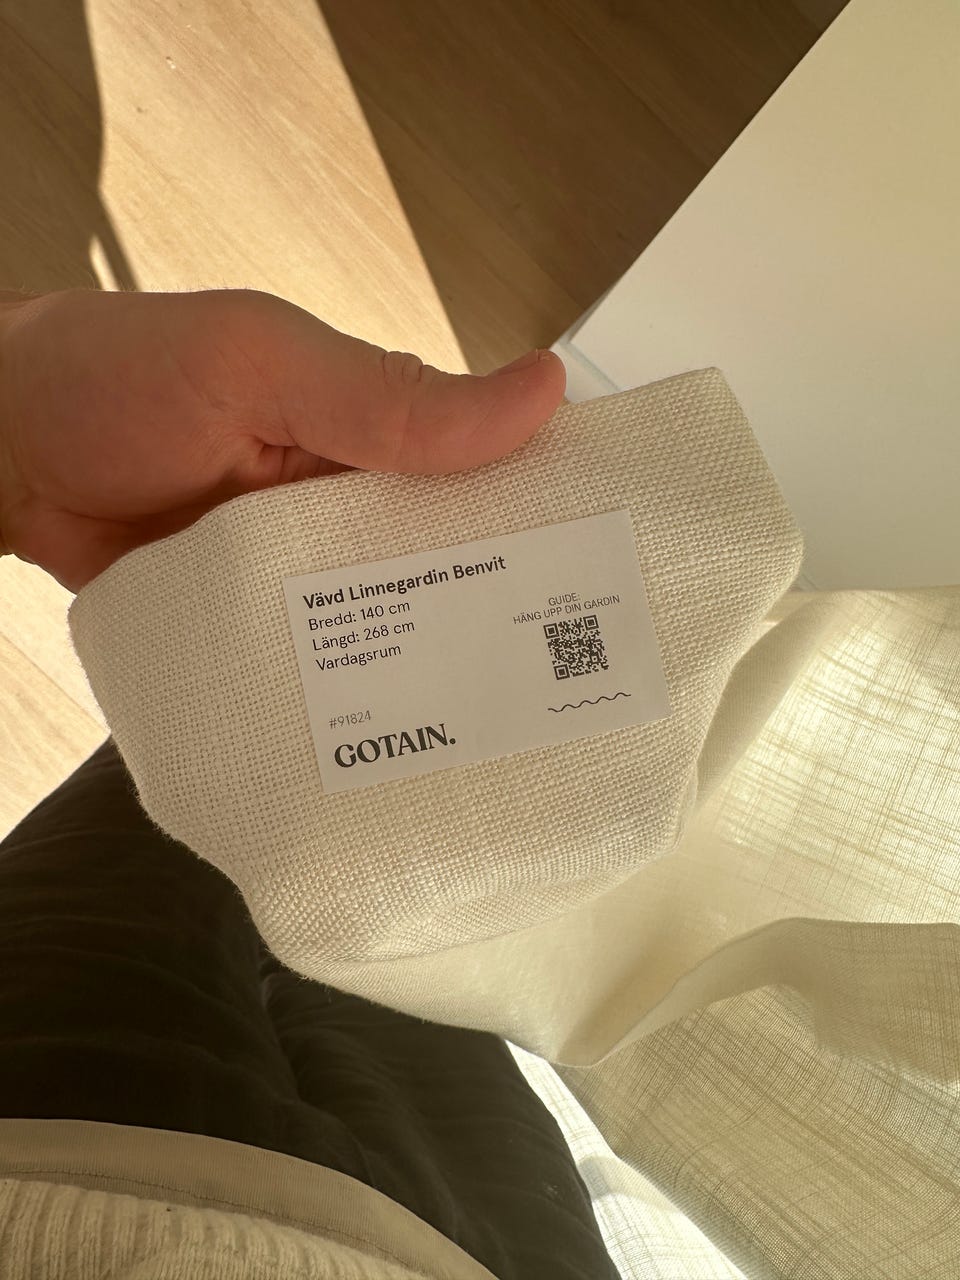 Vävd Linnegardin Benvit
Bredd: 140 cm
Längd: 268 cm
Vardagsrum
GUIDE:
HÄNG UPP DIN GARDIN
#91824
GOTAIN.